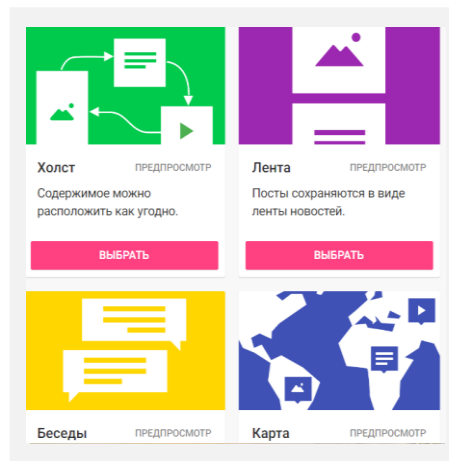 Холст ПРЕДПРОСМОТР
Содержимое можно
расположить как угодно.
ВЫБРАТЬ
Лента ПРЕДПРОСМОТР
Посты сохраняются в виде
ленты новостей.
ВЫБРАТЬ
Беседы ПРЕДПРОСМОТР
Карта ПРЕДПРОСМОТР